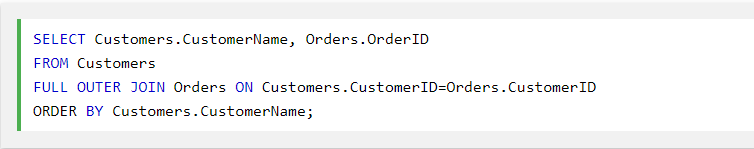 SELECT Customers.CustomerName, Orders.OrderID
FROM Customers
FULL OUTER JOIN Orders ON Customers.CustomerID=Orders.CustomerID
ORDER BY Customers.CustomerName;